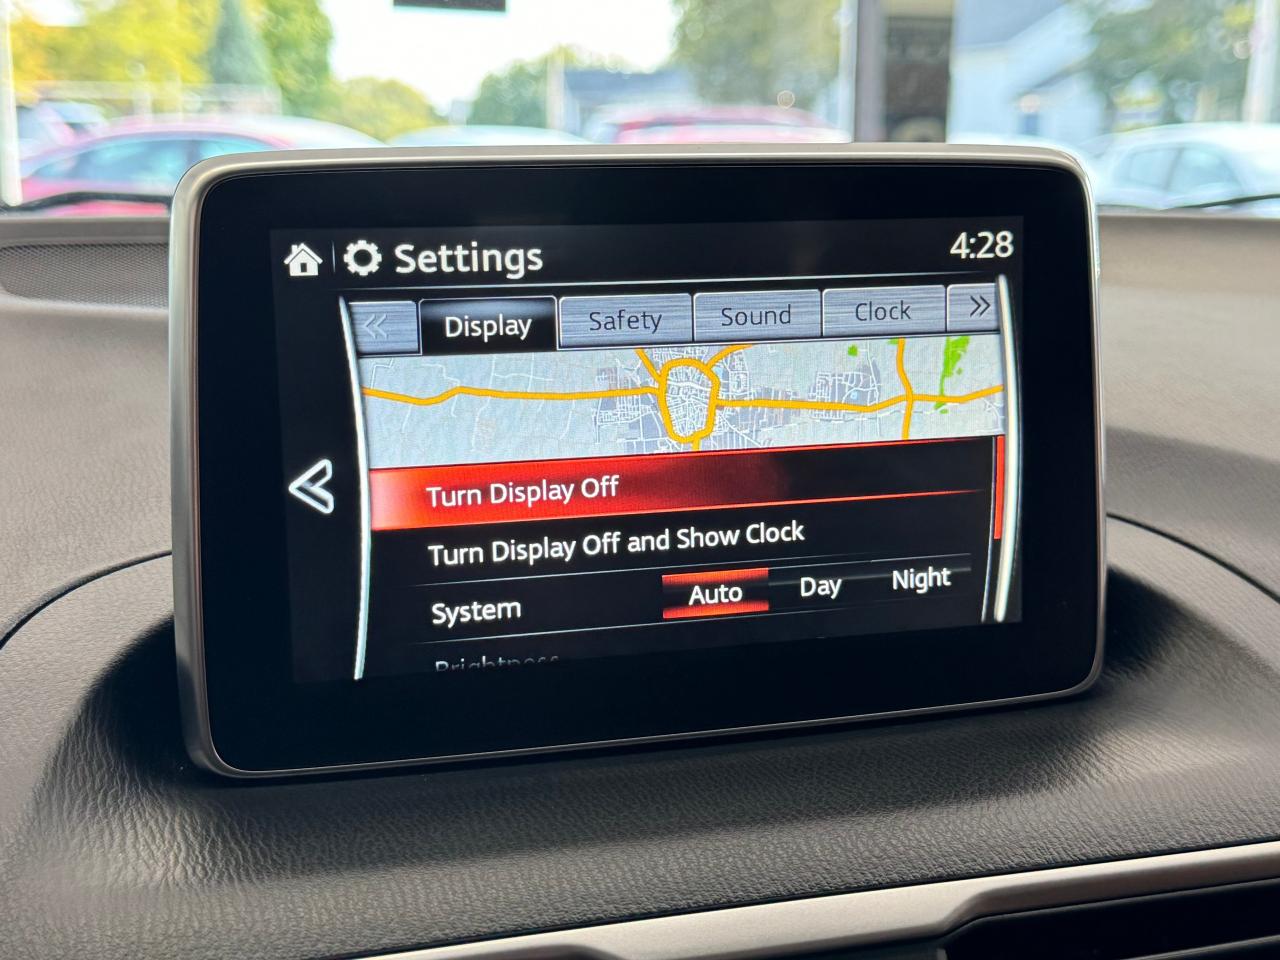 Settings
4:28
Display Safety Sound Clock
Turn Display Off
Turn Display Off and Show Clock
System Auto Day Night
Brightness